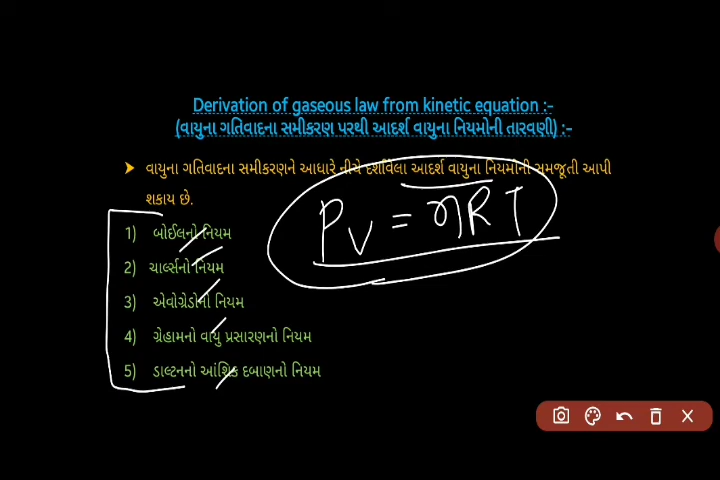 Derivation of gaseous law from kinetic equation :-
(વાયુના ગતિવાદના સમીકરણ પરથી આદર્શ વાયુના નિયમોની તારવણી) :-
➤ વાયુના ગતિવાદના સમીકરણને આધારે નીચે દર્શાવેલા આદર્શ વાયુના નિયમોની સમજૂતી આપી
શકાય છે.
PV = nRT
1) બોઈલનો નિયમ
2) ચાર્લ્સનો નિયમ
3) એવોગ્રેડોનો નિયમ
4) ગ્રેહામનો વાયુ પ્રસારણનો નિયમ
5) ડાલ્ટનનો આંશિક દબાણનો નિયમ